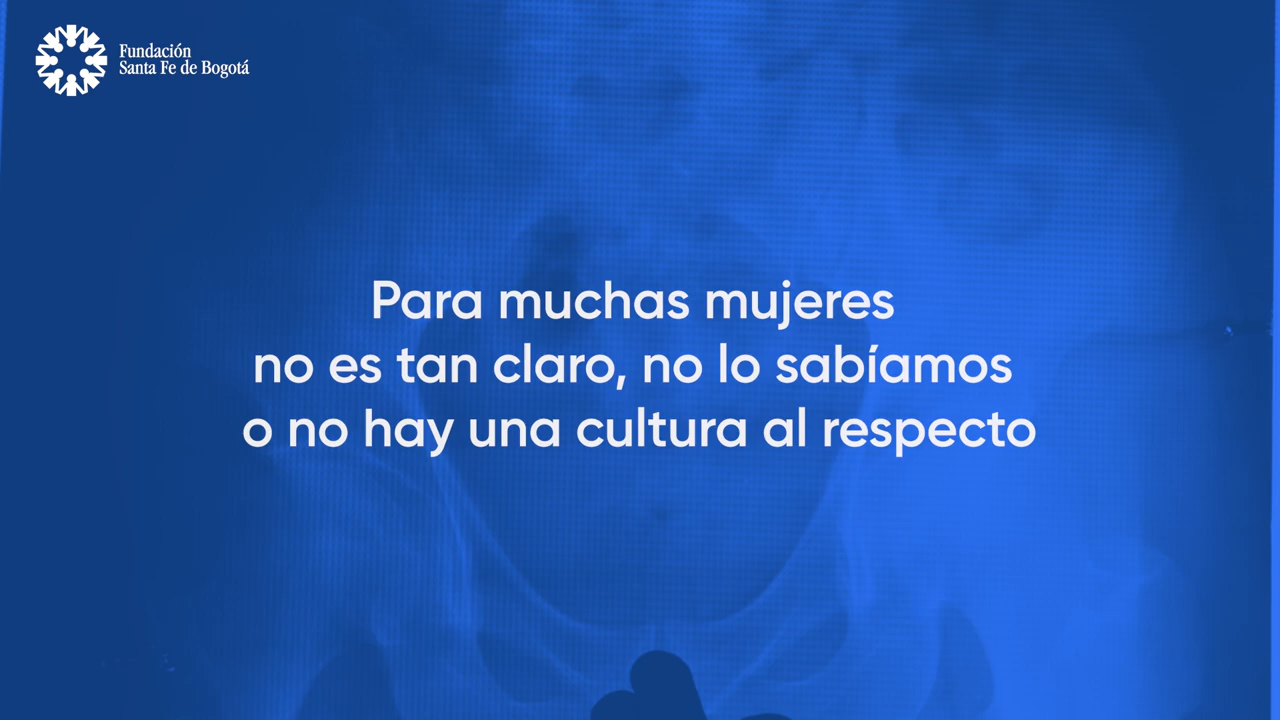 Fundación
Santa Fe de Bogotá
Para muchas mujeres
no es tan claro, no lo sabíamos
o no hay una cultura al respecto